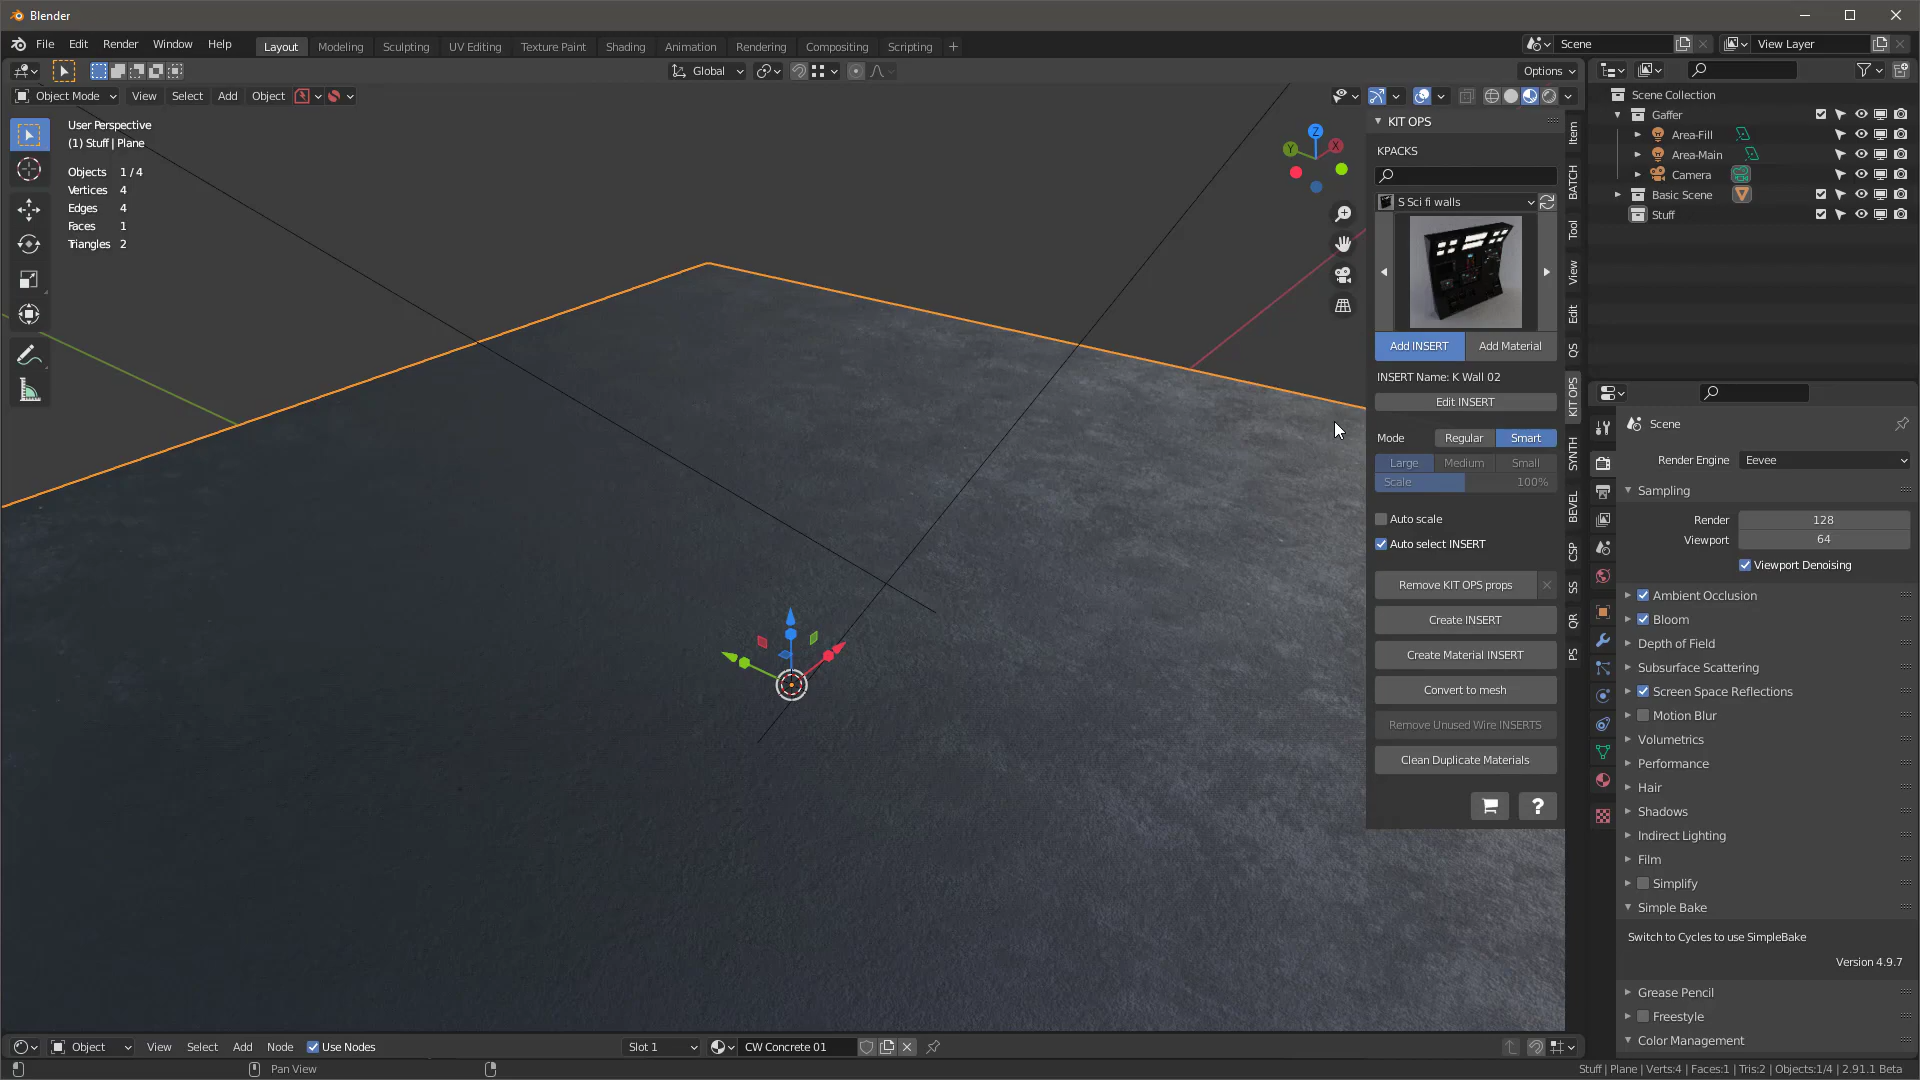 Blender
File Edit Render Window Help Layout Modeling Sculpting UV Editing Texture Paint Shading Animation Rendering Compositing Scripting + Scene View Layer
Global Options
Object Mode View Select Add Object
User Perspective
(1) Stuff | Plane
Objects 1 / 4
Vertices 4
Edges 4
Faces 1
Triangles 2
Z
Y
X
KIT OPS
KPACKS
S Sci fi walls
Add INSERT Add Material
INSERT Name: K Wall 02
Edit INSERT
Mode Regular Smart
Large Medium Small
Scale 100%
Auto scale
Auto select INSERT
Remove KIT OPS props
Create INSERT
Create Material INSERT
Convert to mesh
Remove Unused Wire INSERTS
Clean Duplicate Materials
?
Item
BATCH
Tool
View
Edit
QS
KIT OPS
SYNTH
BEVEL
CSP
SS
QR
PS
Scene Collection
Gaffer
Area-Fill
Area-Main
Camera
Basic Scene
Stuff
Scene
Render Engine Eevee
Sampling
Render 128
Viewport 64
Viewport Denoising
Ambient Occlusion
Bloom
Depth of Field
Subsurface Scattering
Screen Space Reflections
Motion Blur
Volumetrics
Performance
Hair
Shadows
Indirect Lighting
Film
Simplify
Simple Bake
Switch to Cycles to use SimpleBake
Version 4.9.7
Grease Pencil
Freestyle
Color Management
Object View Select Add Node Use Nodes Slot 1 CW Concrete 01
Pan View
Stuff | Plane | Verts:4 | Faces:1 | Tris:2 | Objects:1/4 | 2.91.1 Beta